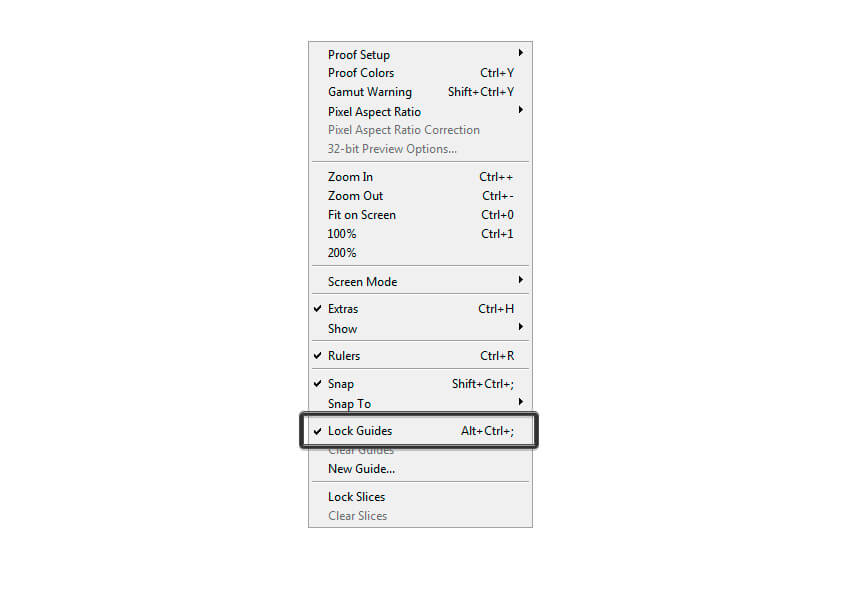 Proof Setup
Proof Colors Ctrl+Y
Gamut Warning Shift+Ctrl+Y
Pixel Aspect Ratio
Pixel Aspect Ratio Correction
32-bit Preview Options...
Zoom In Ctrl++
Zoom Out Ctrl+-
Fit on Screen Ctrl+0
100% Ctrl+1
200%
Screen Mode
Extras Ctrl+H
Show
Rulers Ctrl+R
Snap Shift+Ctrl+;
Snap To
Lock Guides Alt+Ctrl+;
Clear Guides
New Guide...
Lock Slices
Clear Slices